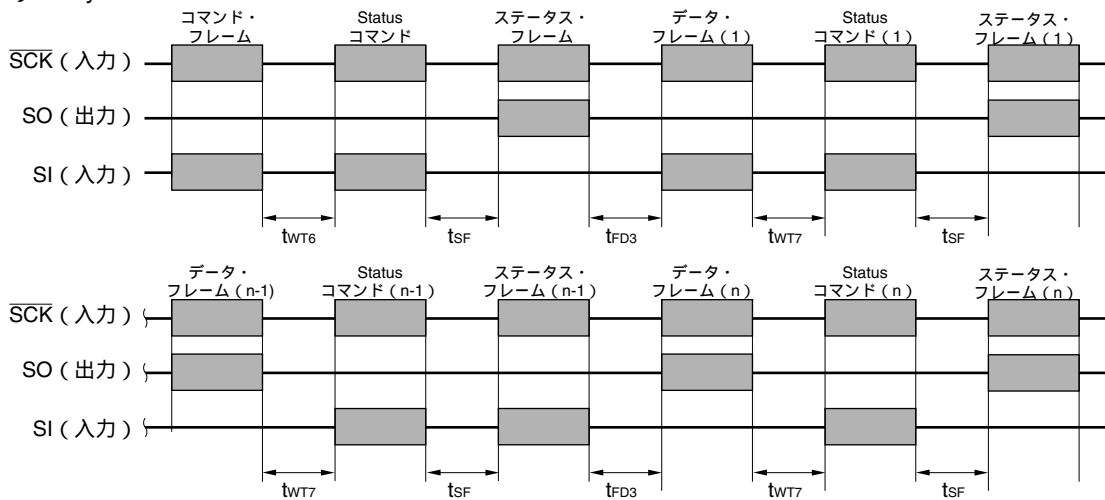 コマンド・
フレーム
Status
コマンド
ステータス・
フレーム
データ・
フレーム(1)
Status
コマンド(1)
ステータス・
フレーム(1)
SCK(入力)
SO(出力)
SI(入力)
tWT6
tSF
tFD3
tWT7
tSF
データ・
フレーム(n-1)
Status
コマンド(n-1)
ステータス・
フレーム(n-1)
データ・
フレーム(n)
Status
コマンド(n)
ステータス・
フレーム(n)
SCK(入力)
SO(出力)
SI(入力)
tWT7
tSF
tFD3
tWT7
tSF